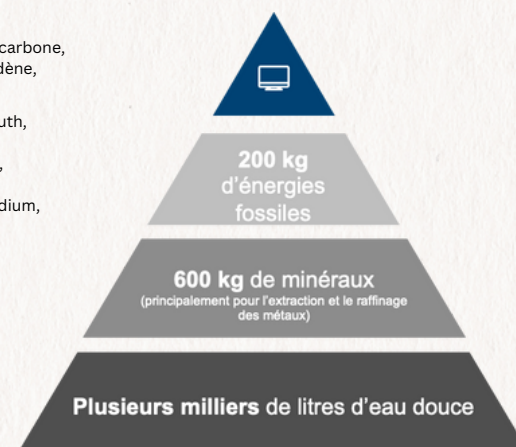 carbone,
dène,
uth,
,
dium,
200 kg
d’énergies
fossiles
600 kg de minéraux
(principalement pour l’extraction et le raffinage
des métaux)
Plusieurs milliers de litres d’eau douce